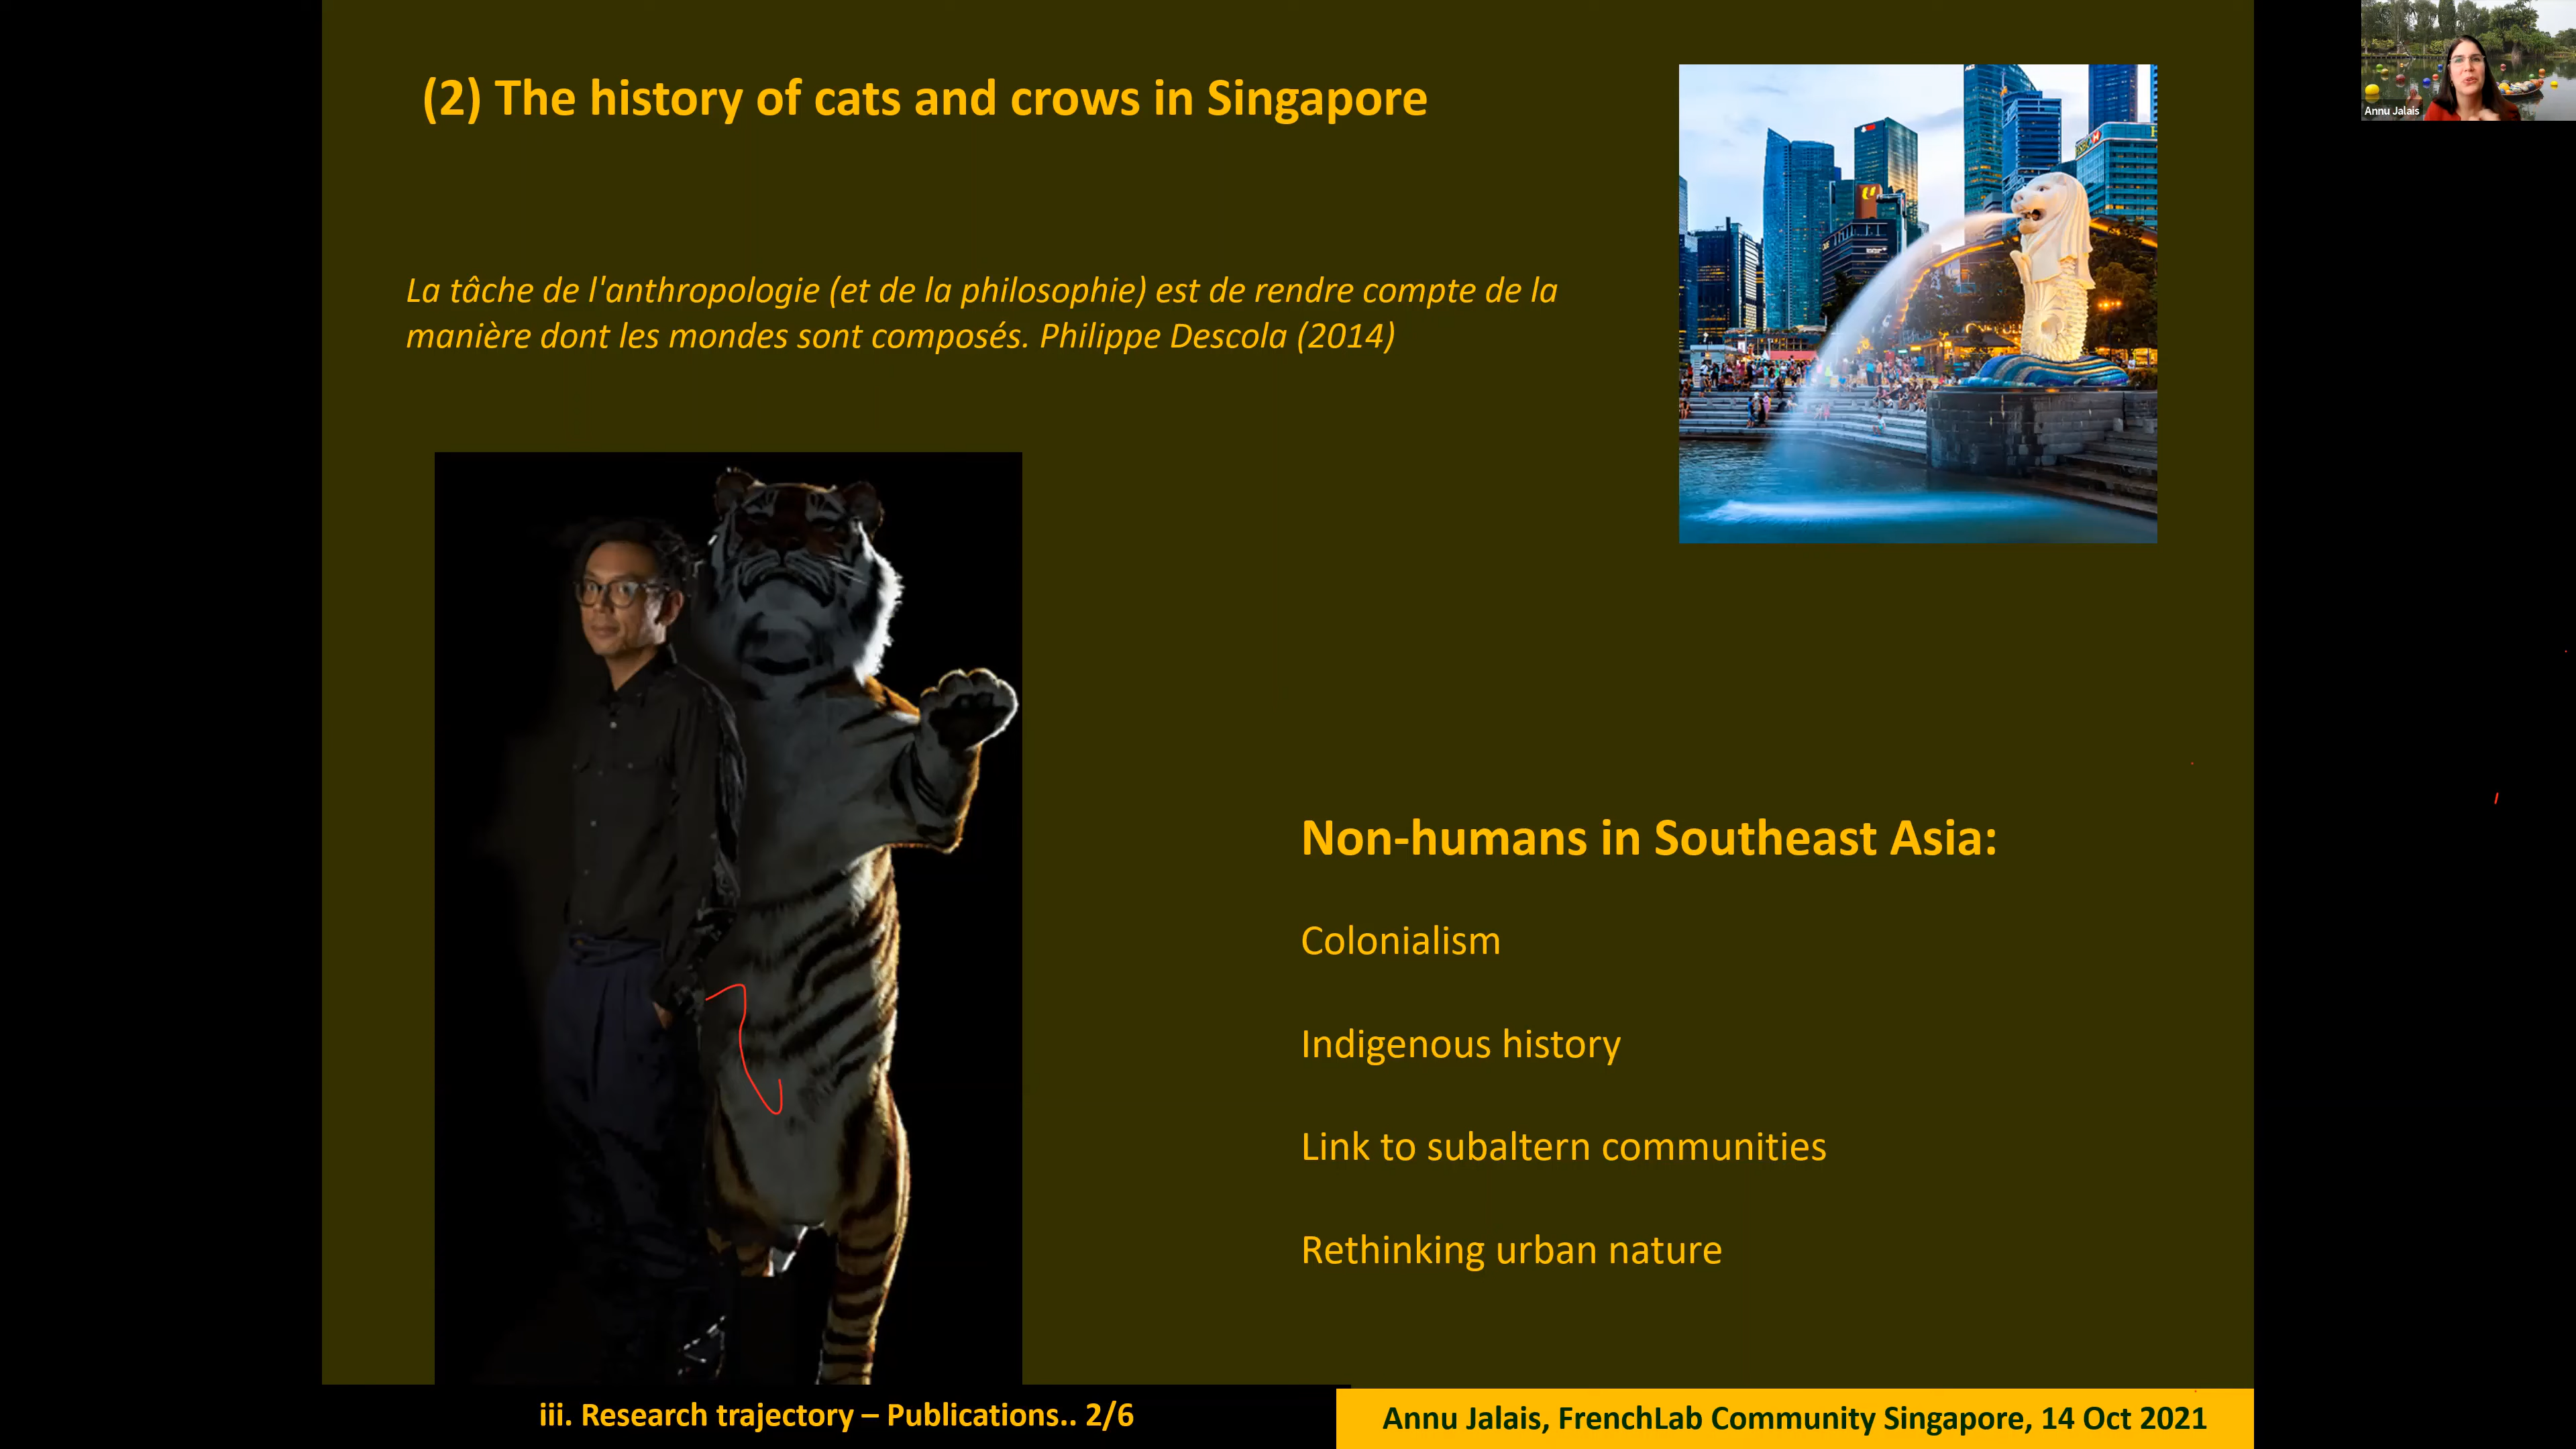 (2) The history of cats and crows in Singapore
Annu Jalais
La tâche de l'anthropologie (et de la philosophie) est de rendre compte de la
manière dont les mondes sont composés. Philippe Descola (2014)
Non-humans in Southeast Asia:
Colonialism
Indigenous history
Link to subaltern communities
Rethinking urban nature
iii. Research trajectory – Publications.. 2/6
Annu Jalais, FrenchLab Community Singapore, 14 Oct 2021